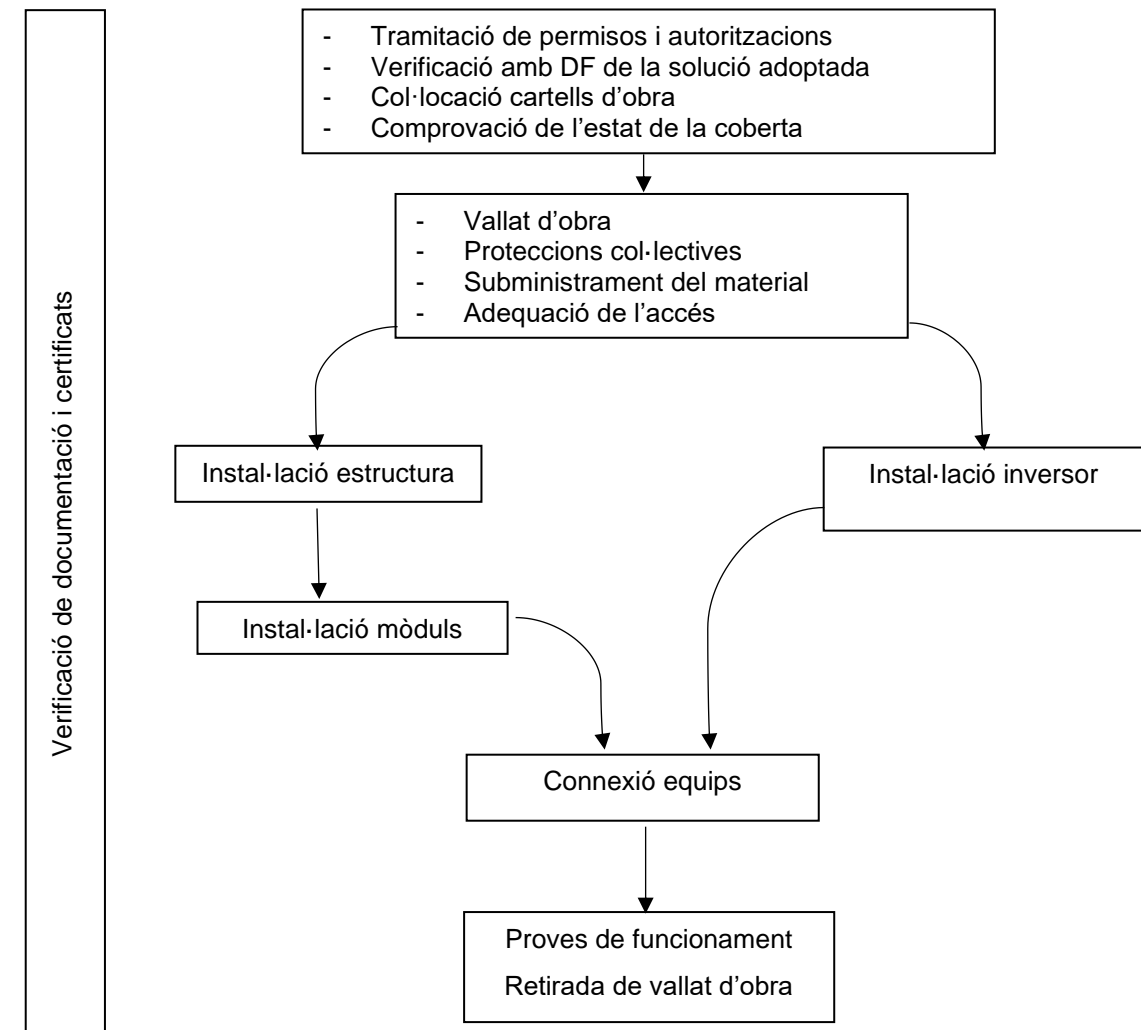 Verificació de documentació i certificats
- Tramitació de permisos i autoritzacions
- Verificació amb DF de la solució adoptada
- Col·locació cartells d'obra
- Comprovació de l'estat de la coberta
- Vallat d'obra
- Proteccions col·lectives
- Subministrament del material
- Adequació de l'accés
Instal·lació estructura
Instal·lació inversor
Instal·lació mòduls
Connexió equips
Proves de funcionament
Retirada de vallat d'obra